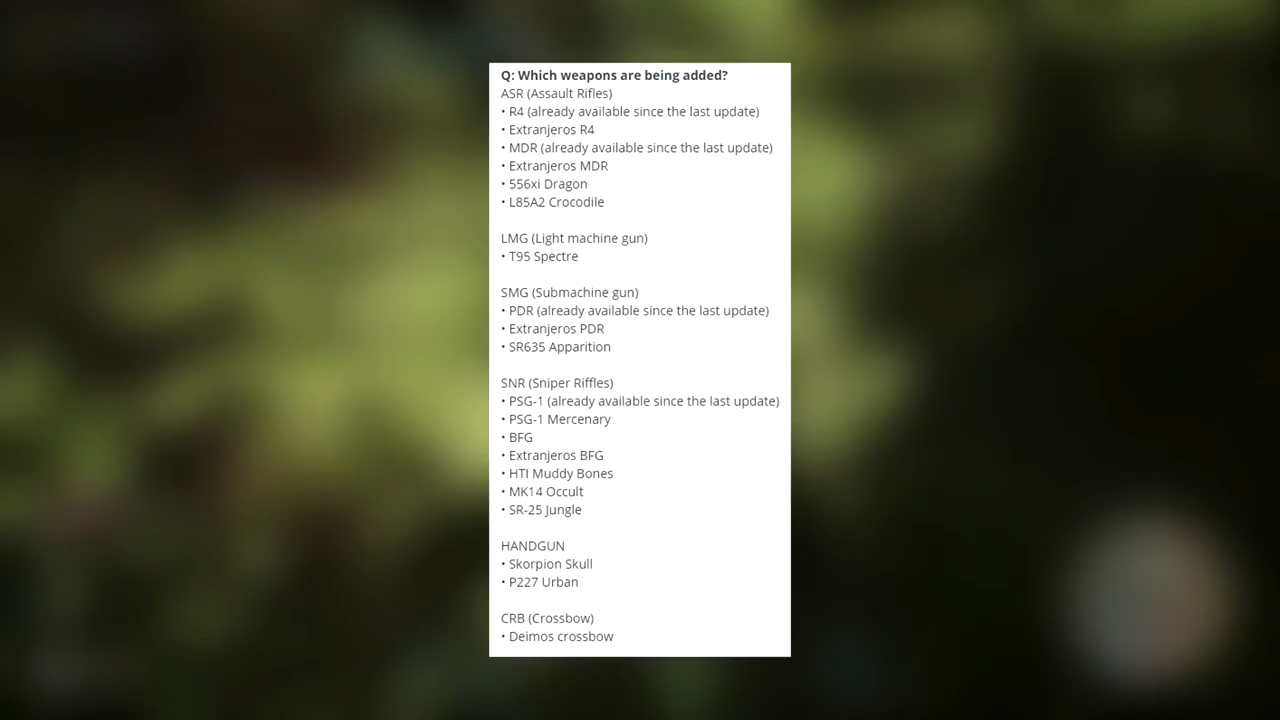 Q: Which weapons are being added?
ASR (Assault Rifles)
• R4 (already available since the last update)
• Extranjeros R4
• MDR (already available since the last update)
• Extranjeros MDR
• 556xi Dragon
• L85A2 Crocodile
LMG (Light machine gun)
• T95 Spectre
SMG (Submachine gun)
• PDR (already available since the last update)
• Extranjeros PDR
• SR635 Apparition
SNR (Sniper Riffles)
• PSG-1 (already available since the last update)
• PSG-1 Mercenary
• BFG
• Extranjeros BFG
• HTI Muddy Bones
• MK14 Occult
• SR-25 Jungle
HANDGUN
• Skorpion Skull
• P227 Urban
CRB (Crossbow)
• Deimos crossbow